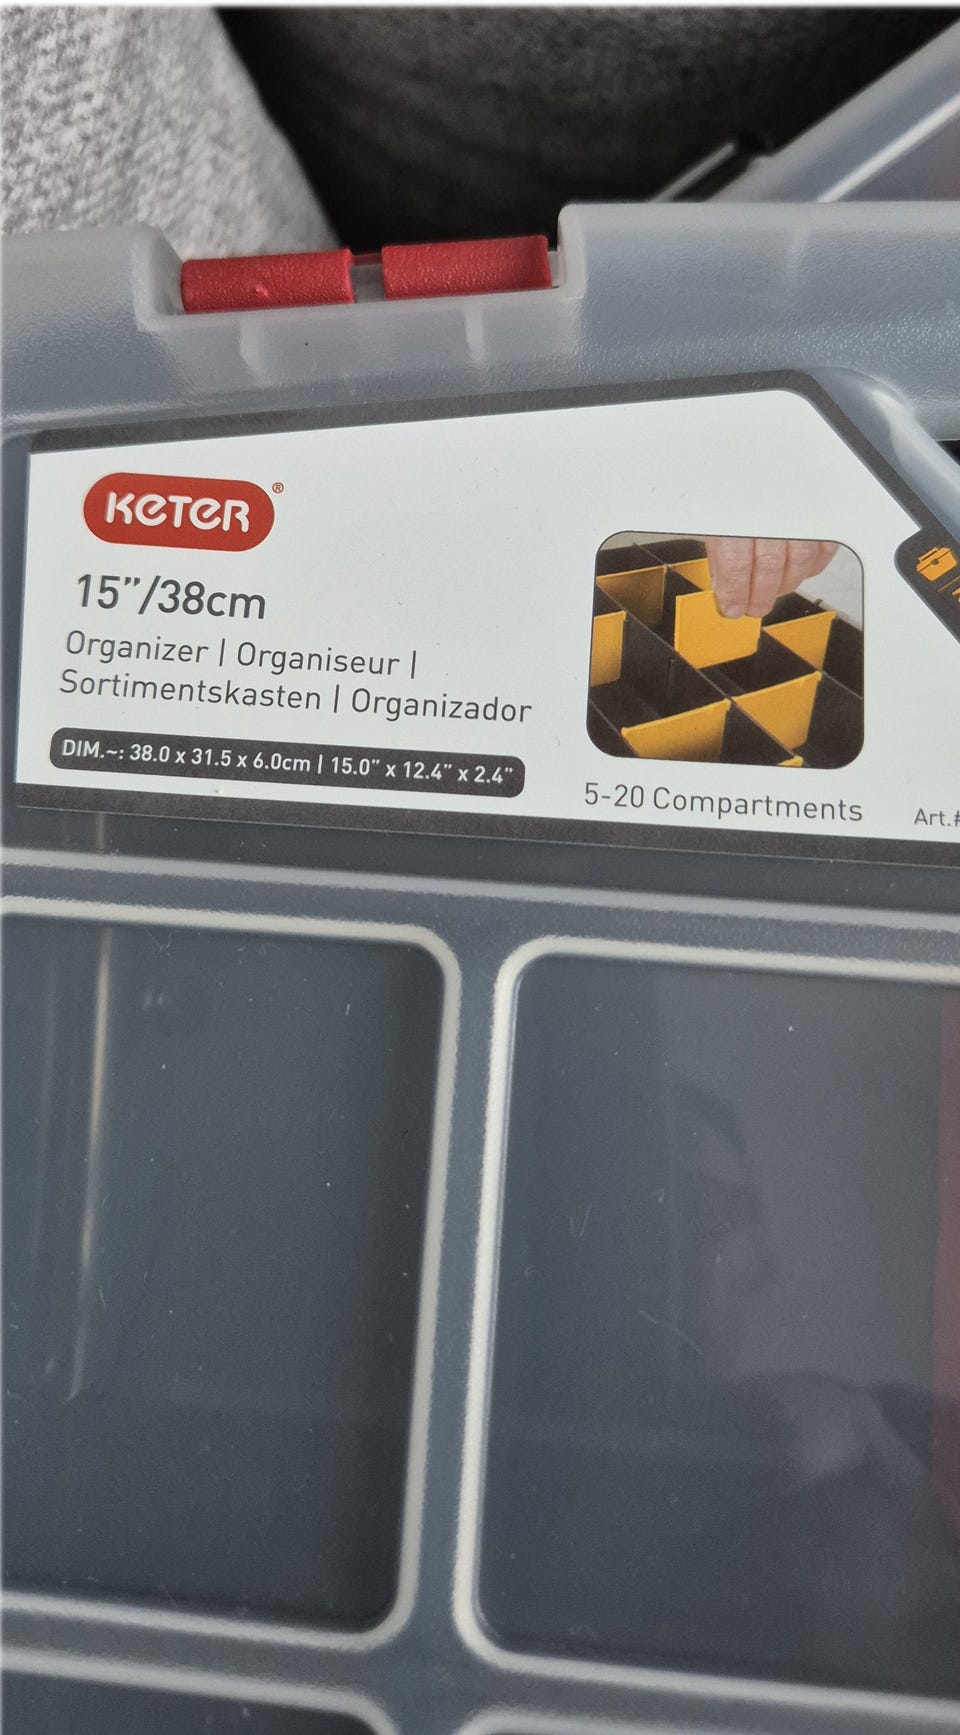 KETER®
15”/38cm
Organizer | Organiseur |
Sortimentskasten | Organizador
DIM.~: 38.0 x 31.5 x 6.0cm | 15.0” x 12.4” x 2.4”
5-20 Compartments
Art.#